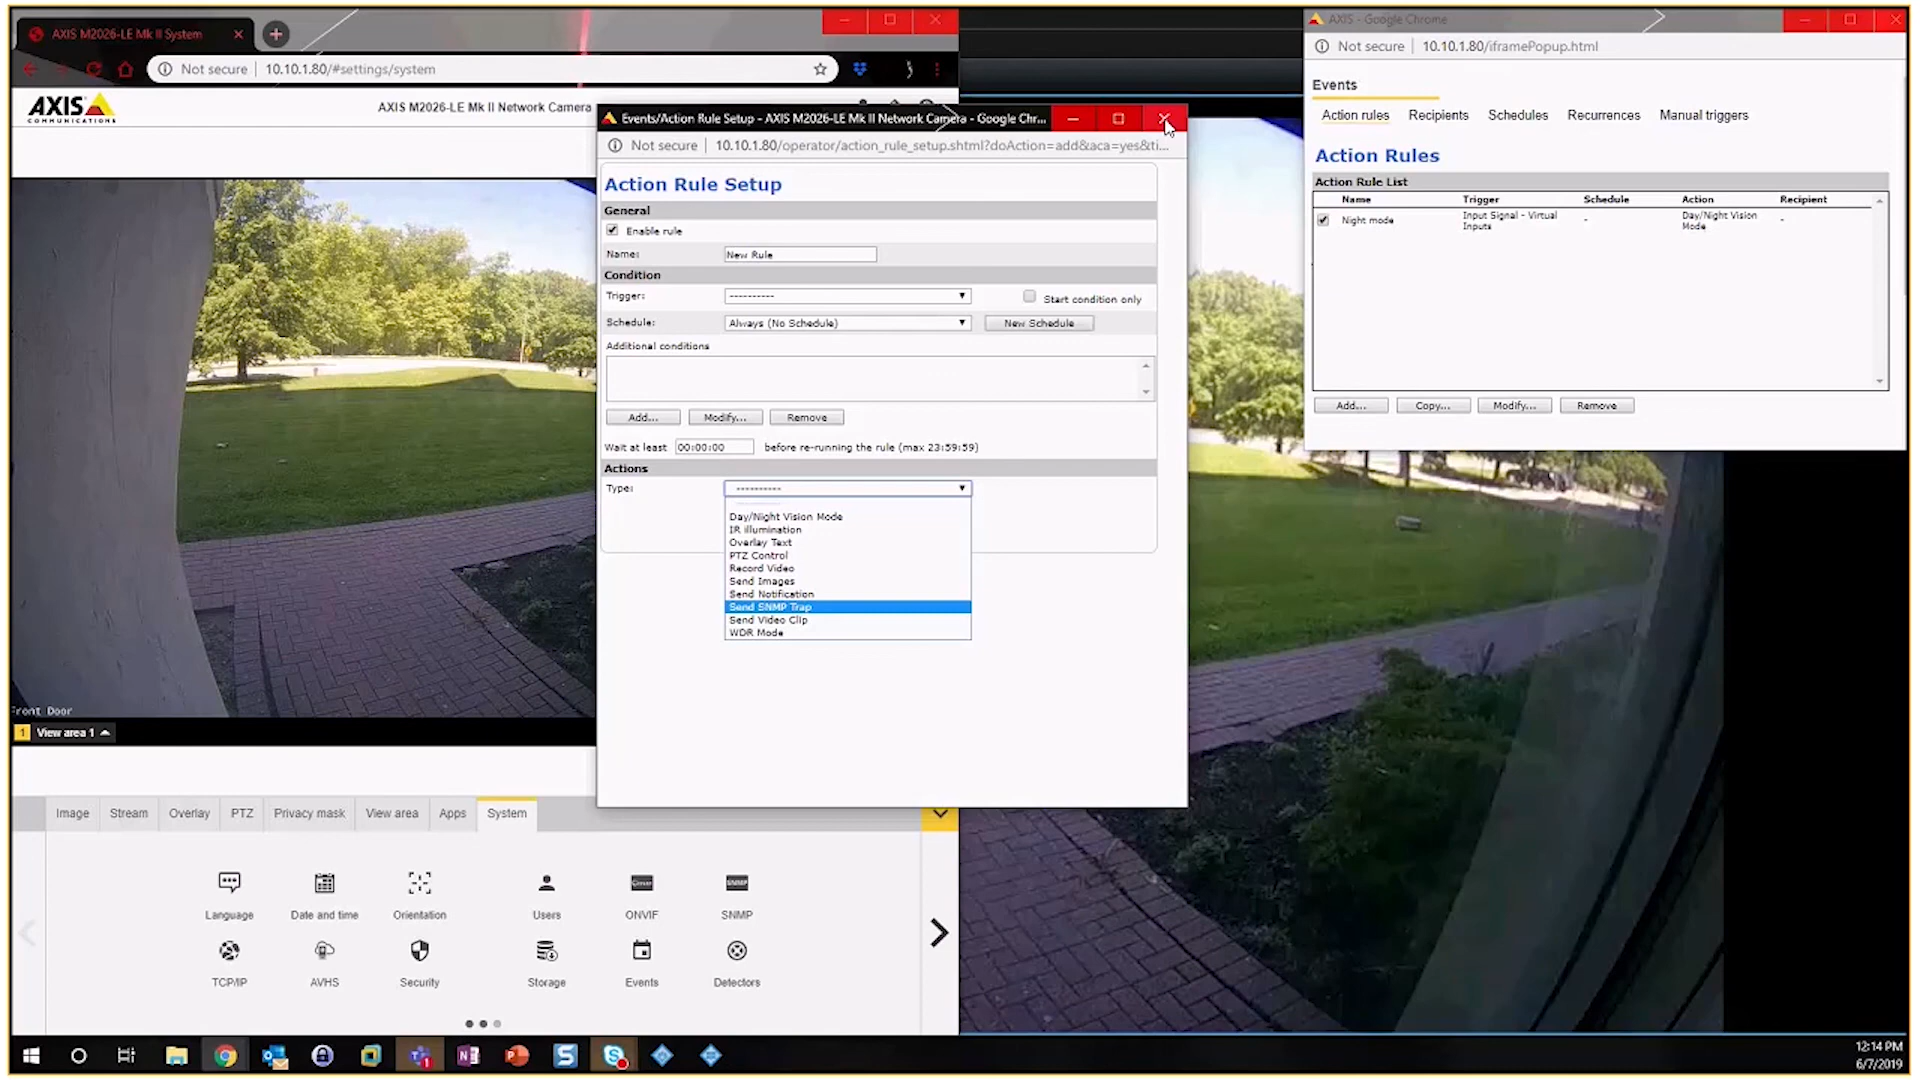 AXIS M2026-LE Mk II System
Not secure
10.10.1.80/#settings/system
AXIS
COMMUNICATIONS
AXIS M2026-LE Mk II Network Camera
Front Door
1
View area 1
Image
Stream
Overlay
PTZ
Privacy mask
View area
Apps
System
Language
Date and time
Orientation
Users
ONVIF
SNMP
TCP/IP
AVHS
Security
Storage
Events
Detectors
Events/Action Rule Setup - AXIS M2026-LE Mk II Network Camera - Google Chr...
Not secure
10.10.1.80/operator/action_rule_setup.shtml?doAction=add&aca=yes&ti...
Action Rule Setup
General
Enable rule
Name:
New Rule
Condition
Trigger:
----------
Start condition only
Schedule:
Always (No Schedule)
New Schedule
Additional conditions
Add...
Modify...
Remove
Wait at least
00:00:00
before re-running the rule (max 23:59:59)
Actions
Type:
----------
Day/Night Vision Mode
IR illumination
Overlay Text
PTZ Control
Record Video
Send Images
Send Notification
Send SNMP Trap
Send Video Clip
WDR Mode
AXIS - Google Chrome
Not secure
10.10.1.80/iframePopup.html
Events
Action rules
Recipients
Schedules
Recurrences
Manual triggers
Action Rules
Action Rule List
Name
Trigger
Schedule
Action
Recipient
Night mode
Input Signal - Virtual
Inputs
-
Day/Night Vision
Mode
-
Add...
Copy...
Modify...
Remove
12:14 PM
6/7/2019